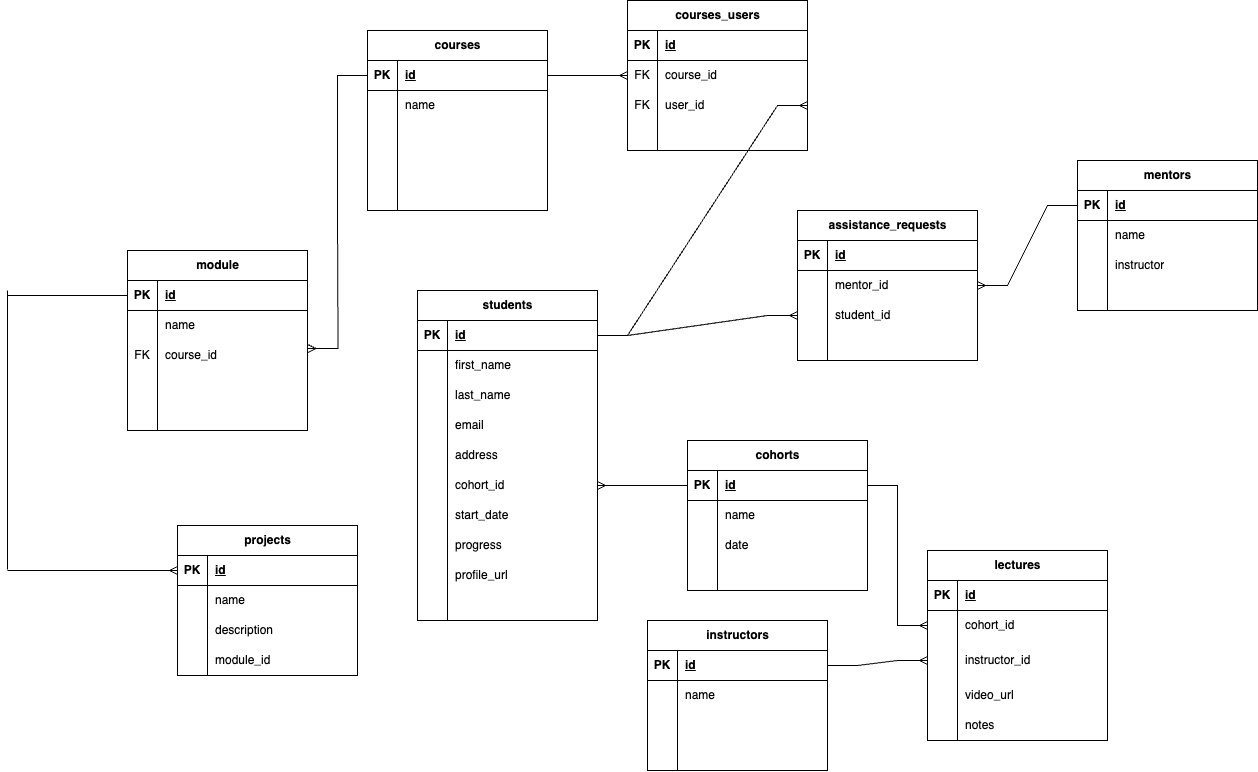 courses_users
PK id
FK course_id
FK user_id
courses
PK id
name
mentors
PK id
name
instructor
assistance_requests
PK id
mentor_id
student_id
module
PK id
name
FK course_id
students
PK id
first_name
last_name
email
address
cohort_id
start_date
progress
profile_url
cohorts
PK id
name
date
projects
PK id
name
description
module_id
lectures
PK id
cohort_id
instructor_id
video_url
notes
instructors
PK id
name